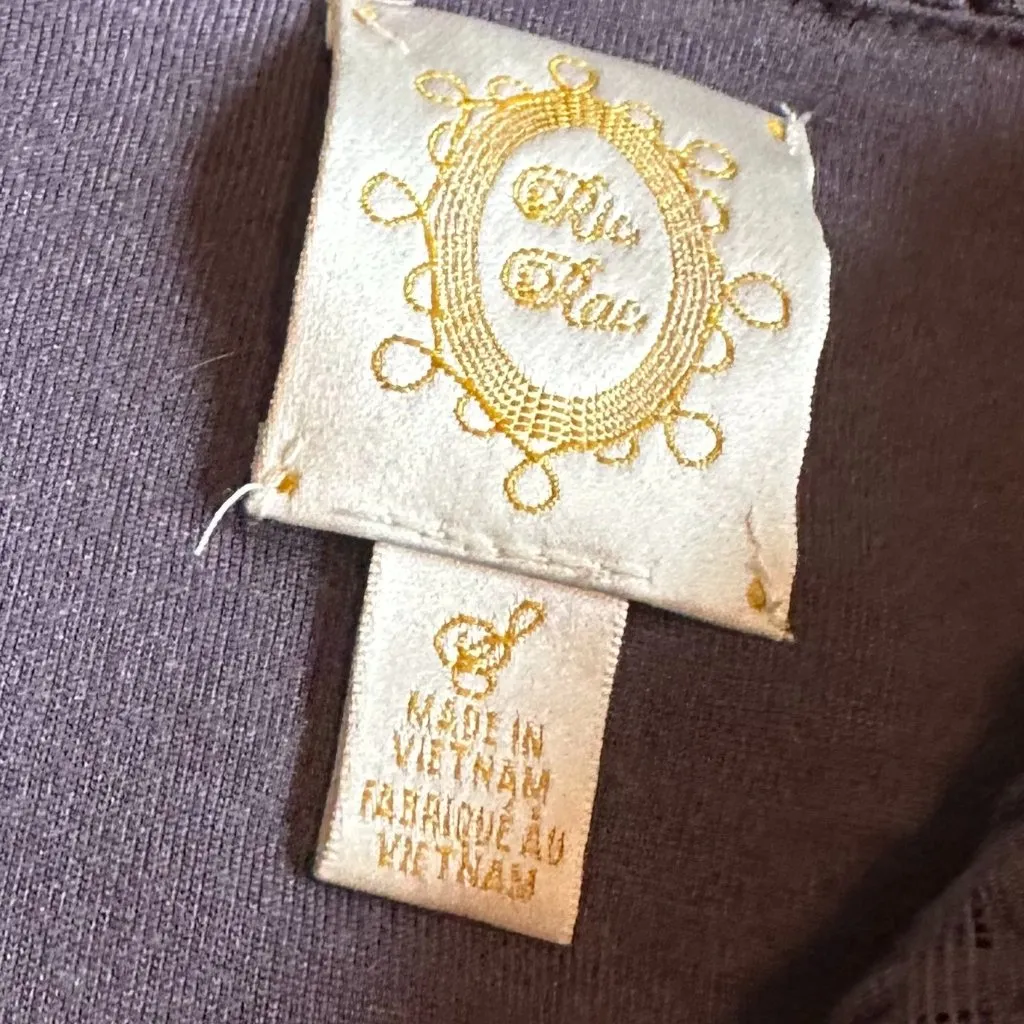 Ric
Rac
S
MADE IN
VIETNAM
FABRIQUÉ AU
VIETNAM